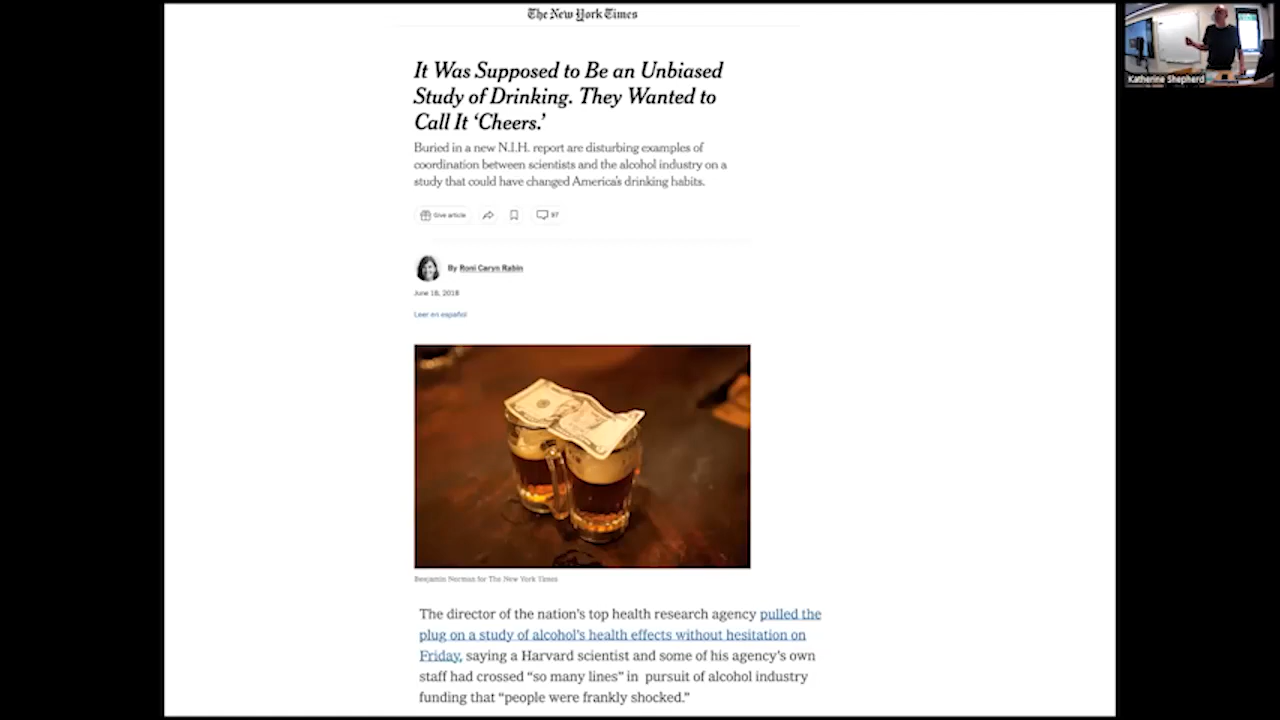 The New York Times
Katherine Shepherd
It Was Supposed to Be an Unbiased
Study of Drinking. They Wanted to
Call It ‘Cheers.’
Buried in a new N.I.H. report are disturbing examples of
coordination between scientists and the alcohol industry on a
study that could have changed America’s drinking habits.
Give article
97
By Roni Caryn Rabin
June 18, 2018
Leer en español
Benjamin Norman for The New York Times
The director of the nation’s top health research agency pulled the
plug on a study of alcohol’s health effects without hesitation on
Friday, saying a Harvard scientist and some of his agency’s own
staff had crossed “so many lines” in pursuit of alcohol industry
funding that “people were frankly shocked.”